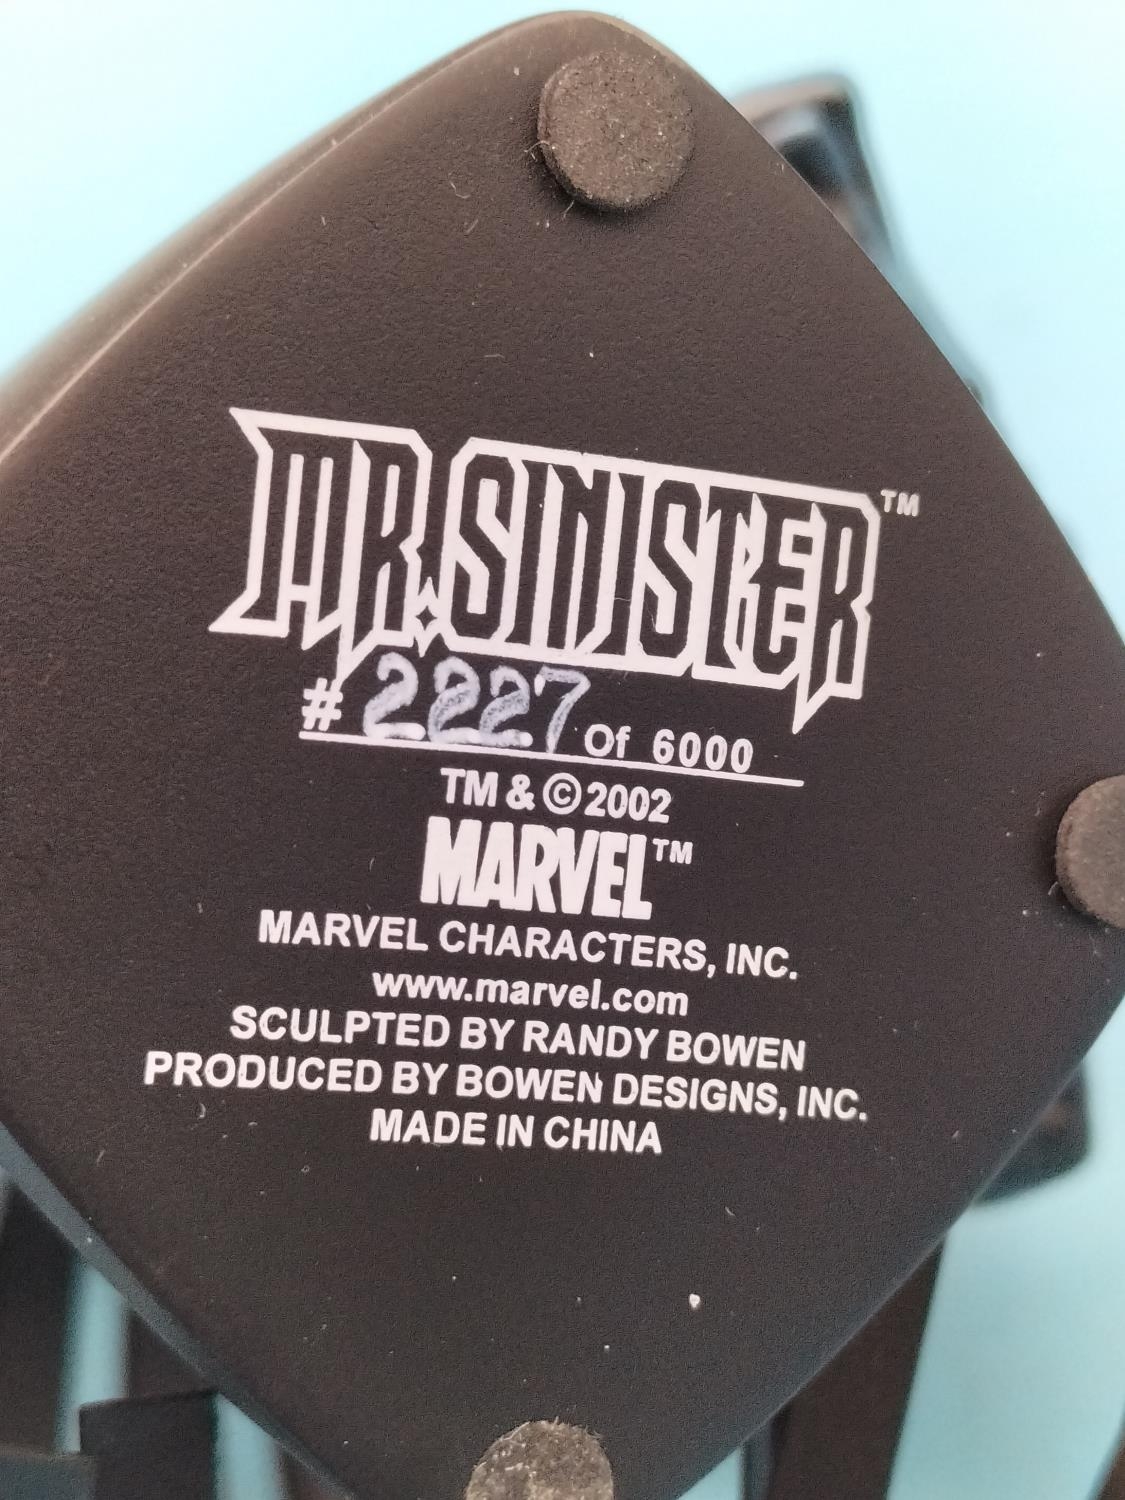 MR. SINISTER™
# 2227 Of 6000
TM & ©2002
MARVEL™
MARVEL CHARACTERS, INC.
www.marvel.com
SCULPTED BY RANDY BOWEN
PRODUCED BY BOWEN DESIGNS, INC.
MADE IN CHINA